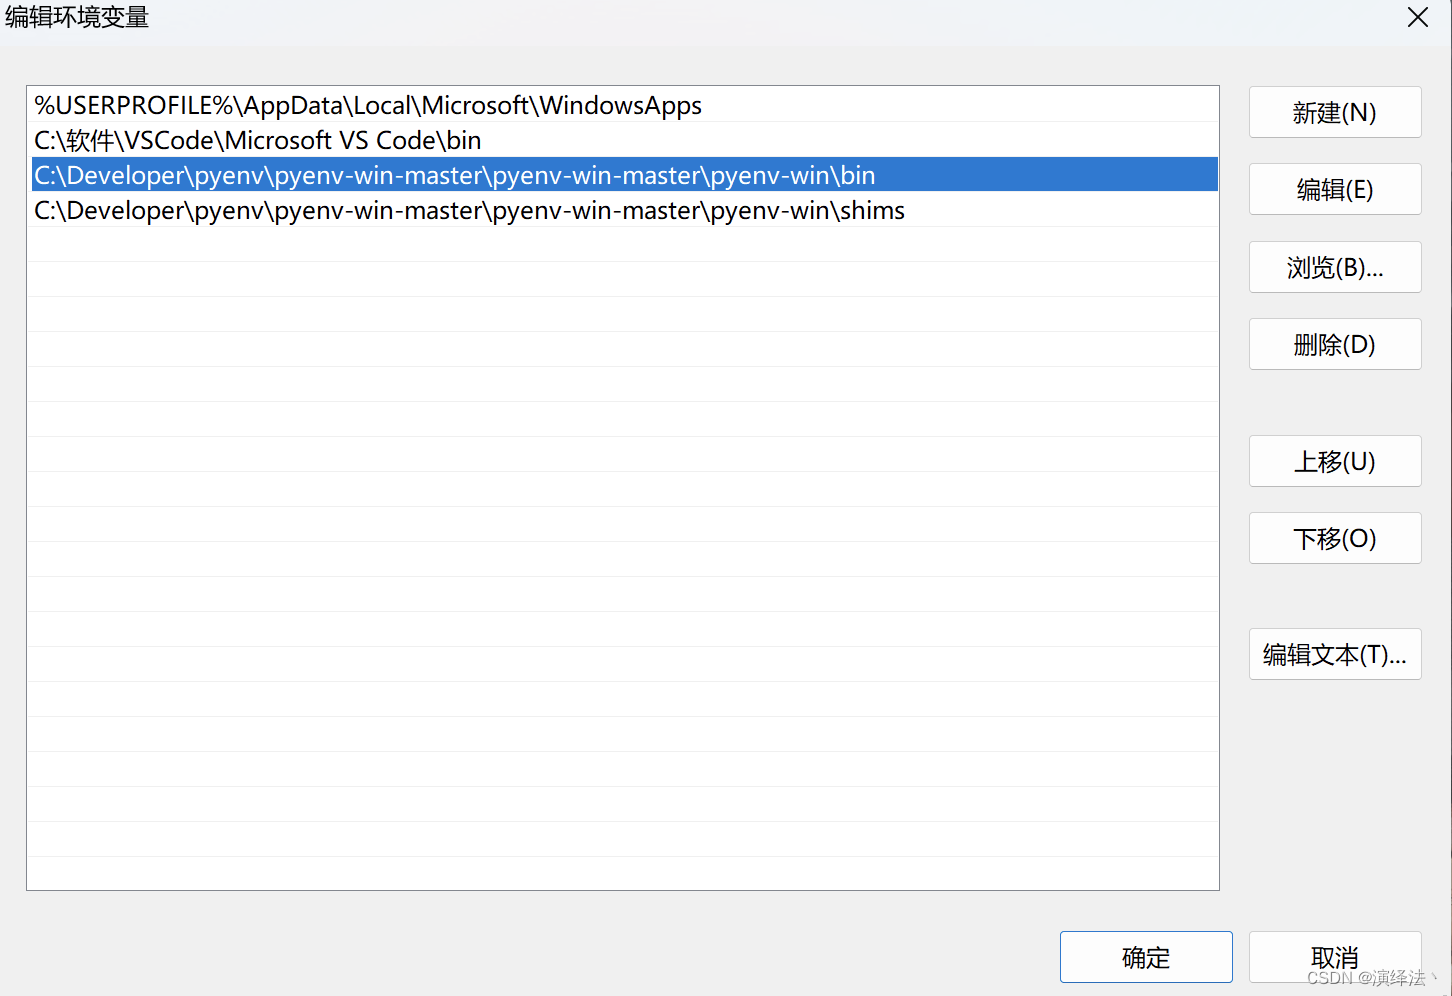 编辑环境变量
%USERPROFILE%\AppData\Local\Microsoft\WindowsApps
C:\软件\VSCode\Microsoft VS Code\bin
C:\Developer\pyenv\pyenv-win-master\pyenv-win-master\pyenv-win\bin
C:\Developer\pyenv\pyenv-win-master\pyenv-win-master\pyenv-win\shims
新建(N)
编辑(E)
浏览(B)...
删除(D)
上移(U)
下移(O)
编辑文本(T)...
确定
取消
CSDN @演绎法丶